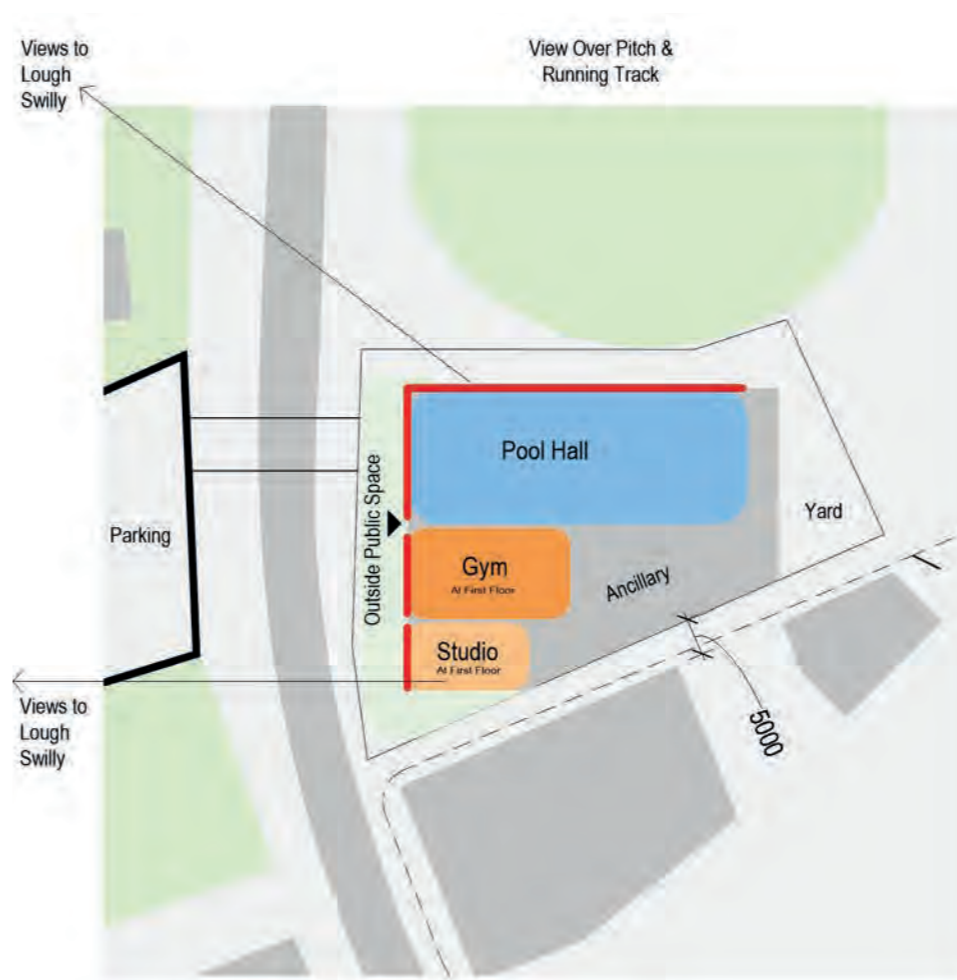 Views to
Lough
Swilly
View Over Pitch &
Running Track
Pool Hall
Outside Public Space
Parking
Yard
Gym
At First Floor
Ancillary
Studio
At First Floor
Views to
Lough
Swilly
5000